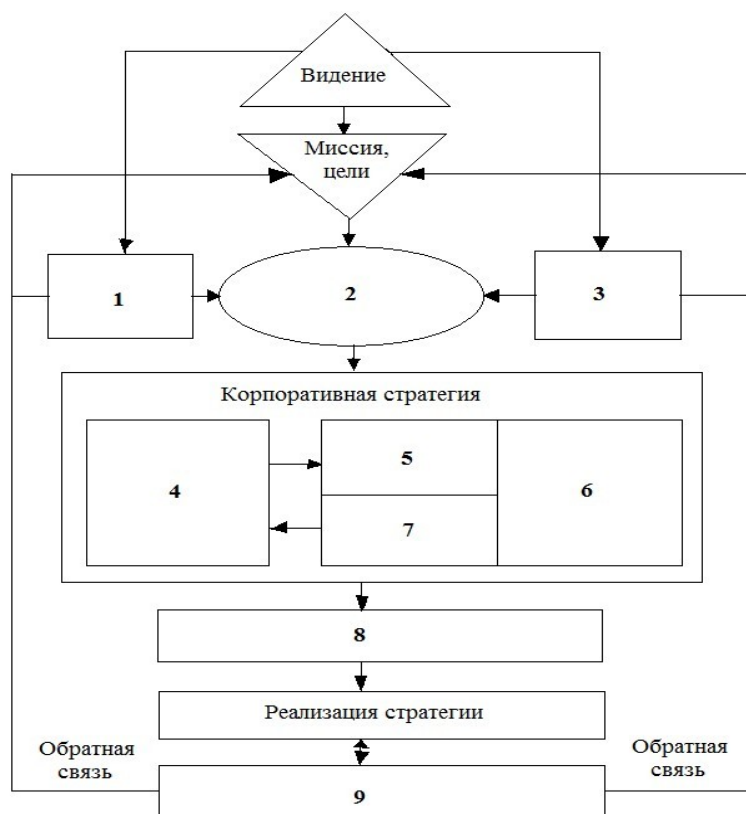 Видение
Миссия,
цели
1
2
3
Корпоративная стратегия
4
5
6
7
8
Реализация стратегии
Обратная
связь
Обратная
связь
9